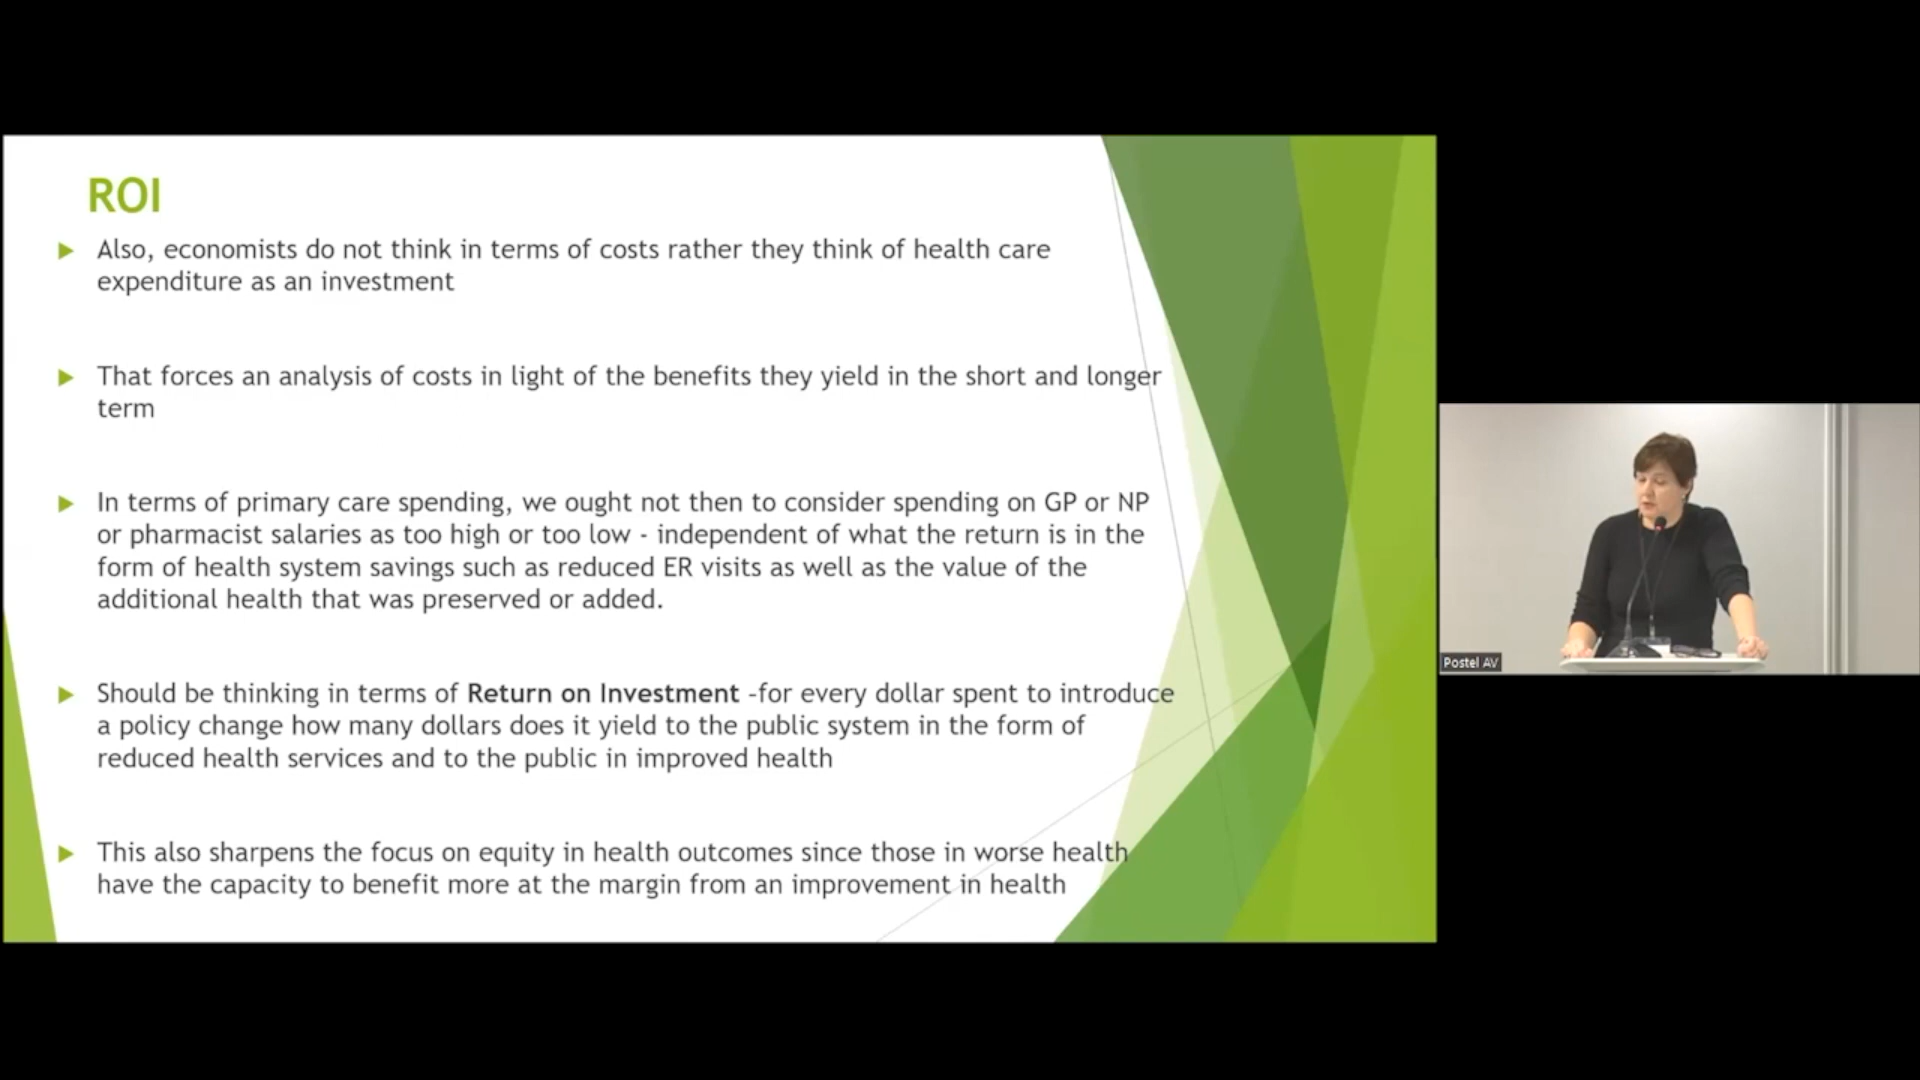 ROI
Also, economists do not think in terms of costs rather they think of health care
expenditure as an investment
That forces an analysis of costs in light of the benefits they yield in the short and longer
term
In terms of primary care spending, we ought not then to consider spending on GP or NP
or pharmacist salaries as too high or too low - independent of what the return is in the
form of health system savings such as reduced ER visits as well as the value of the
additional health that was preserved or added.
Should be thinking in terms of Return on Investment –for every dollar spent to introduce
a policy change how many dollars does it yield to the public system in the form of
reduced health services and to the public in improved health
This also sharpens the focus on equity in health outcomes since those in worse health
have the capacity to benefit more at the margin from an improvement in health
Postel AV